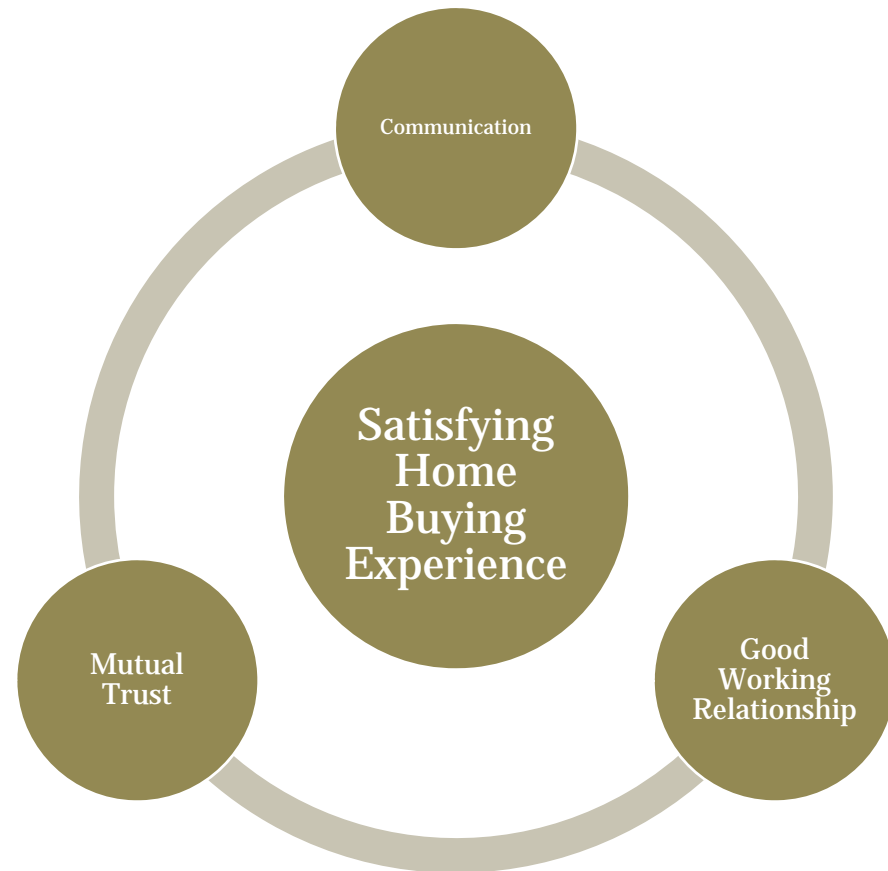 Communication
Satisfying
Home
Buying
Experience
Mutual
Trust
Good
Working
Relationship